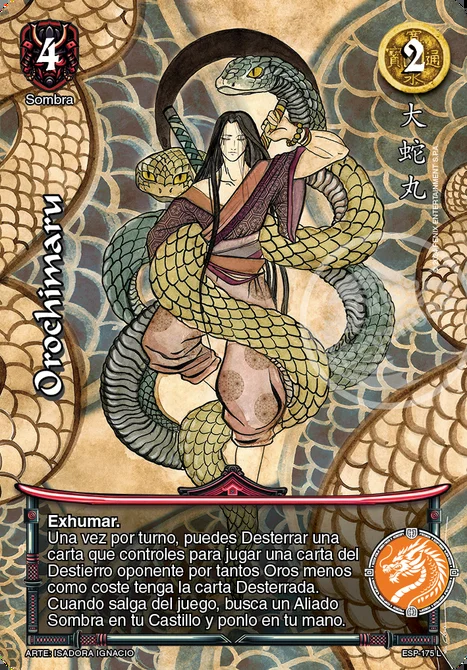 4
Sombra
2
大蛇丸
Orochimaru
Exhumar.
Una vez por turno, puedes Desterrar una
carta que controles para jugar una carta del
Destierro oponente por tantos Oros menos
como coste tenga la carta Desterrada.
Cuando salga del juego, busca un Aliado
Sombra en tu Castillo y ponlo en tu mano.
ARTE: ISADORA IGNACIO
ESP-175 L